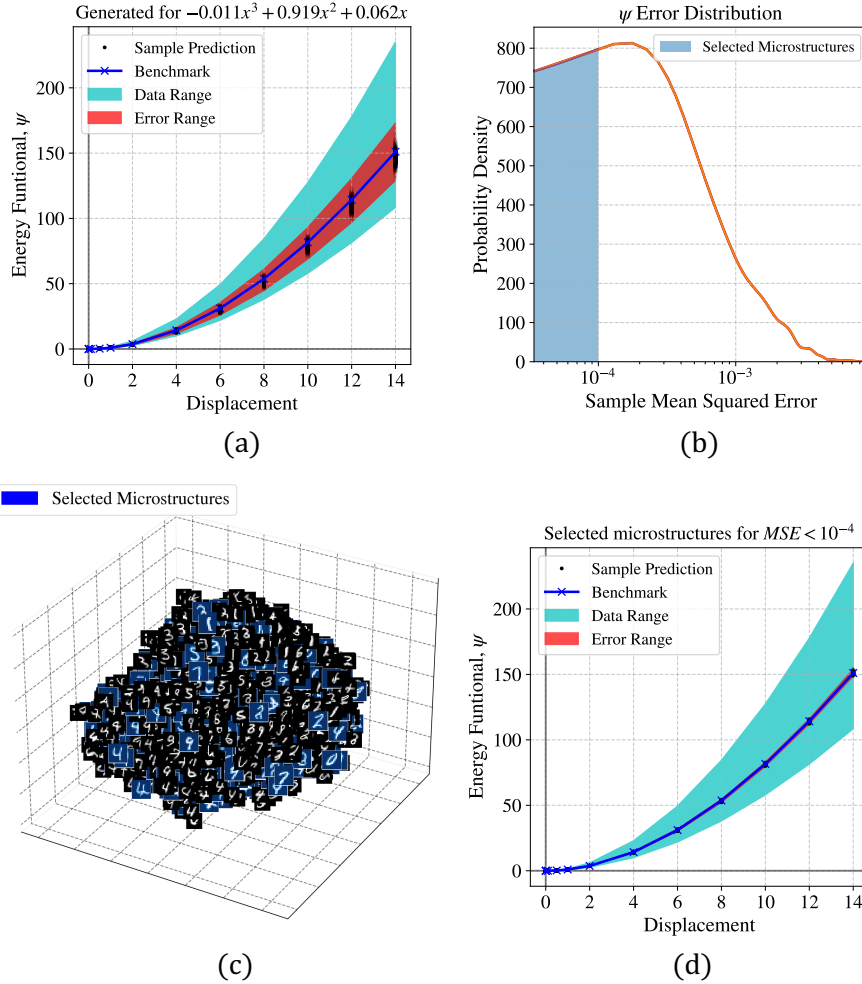 Generated for −0.011x³ + 0.919x² + 0.062x
Sample Prediction
Benchmark
Data Range
Error Range
Energy Funtional, ψ
200
150
100
50
0
0 2 4 6 8 10 12 14
Displacement
(a)
ψ Error Distribution
Selected Microstructures
Probability Density
800
700
600
500
400
300
200
100
0
10⁻⁴ 10⁻³
Sample Mean Squared Error
(b)
Selected Microstructures
(c)
Selected microstructures for MSE < 10⁻⁴
Sample Prediction
Benchmark
Data Range
Error Range
Energy Funtional, ψ
200
150
100
50
0
0 2 4 6 8 10 12 14
Displacement
(d)